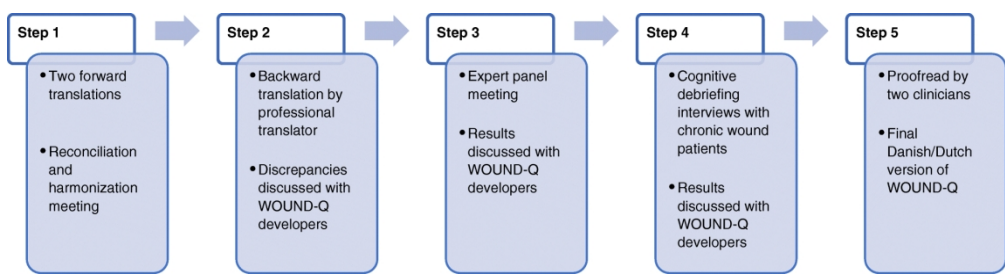 Step 1
• Two forward
translations
• Reconciliation
and
harmonization
meeting
Step 2
• Backward
translation by
professional
translator
• Discrepancies
discussed with
WOUND-Q
developers
Step 3
• Expert panel
meeting
• Results
discussed with
WOUND-Q
developers
Step 4
• Cognitive
debriefing
interviews with
chronic wound
patients
• Results
discussed with
WOUND-Q
developers
Step 5
• Proofread by
two clinicians
• Final
Danish/Dutch
version of
WOUND-Q